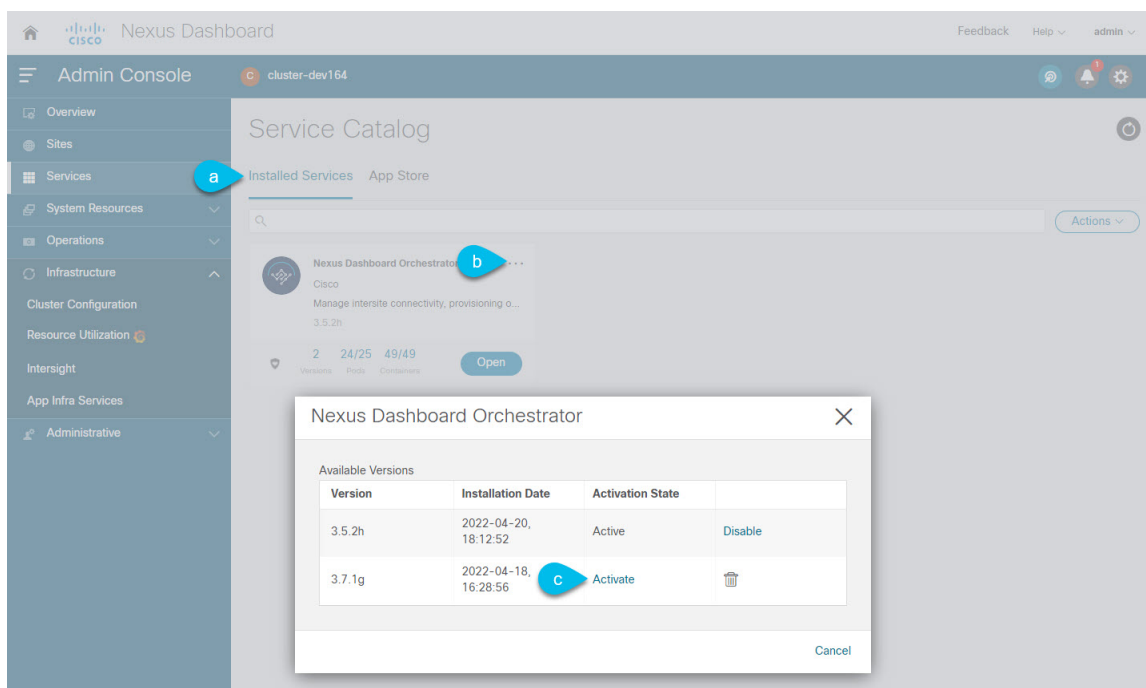 cisco Nexus Dashboard Feedback Help admin
Admin Console C cluster-dev164 1
Overview
Sites
Services
System Resources
Operations
Infrastructure
Cluster Configuration
Resource Utilization
Intersight
App Infra Services
Administrative
Service Catalog
a Installed Services App Store
Actions
Nexus Dashboard Orchestrator b ...
Cisco
Manage intersite connectivity, provisioning o...
3.5.2h
2 24/25 49/49
Versions Pods Containers
Open
Nexus Dashboard Orchestrator
Available Versions
Version Installation Date Activation State
3.5.2h 2022-04-20, 18:12:52 Active Disable
3.7.1g 2022-04-18, 16:28:56 c Activate
Cancel